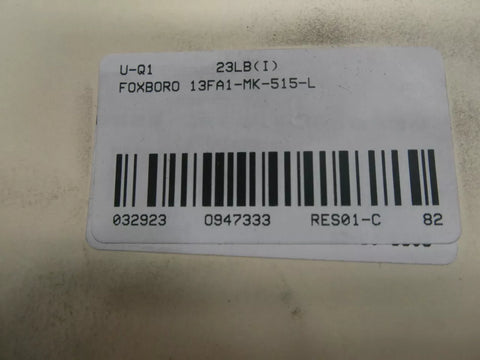 U-Q1 23LB(I)
FOXBORO 13FA1-MK-515-L
032923 0947333 RES01-C 82